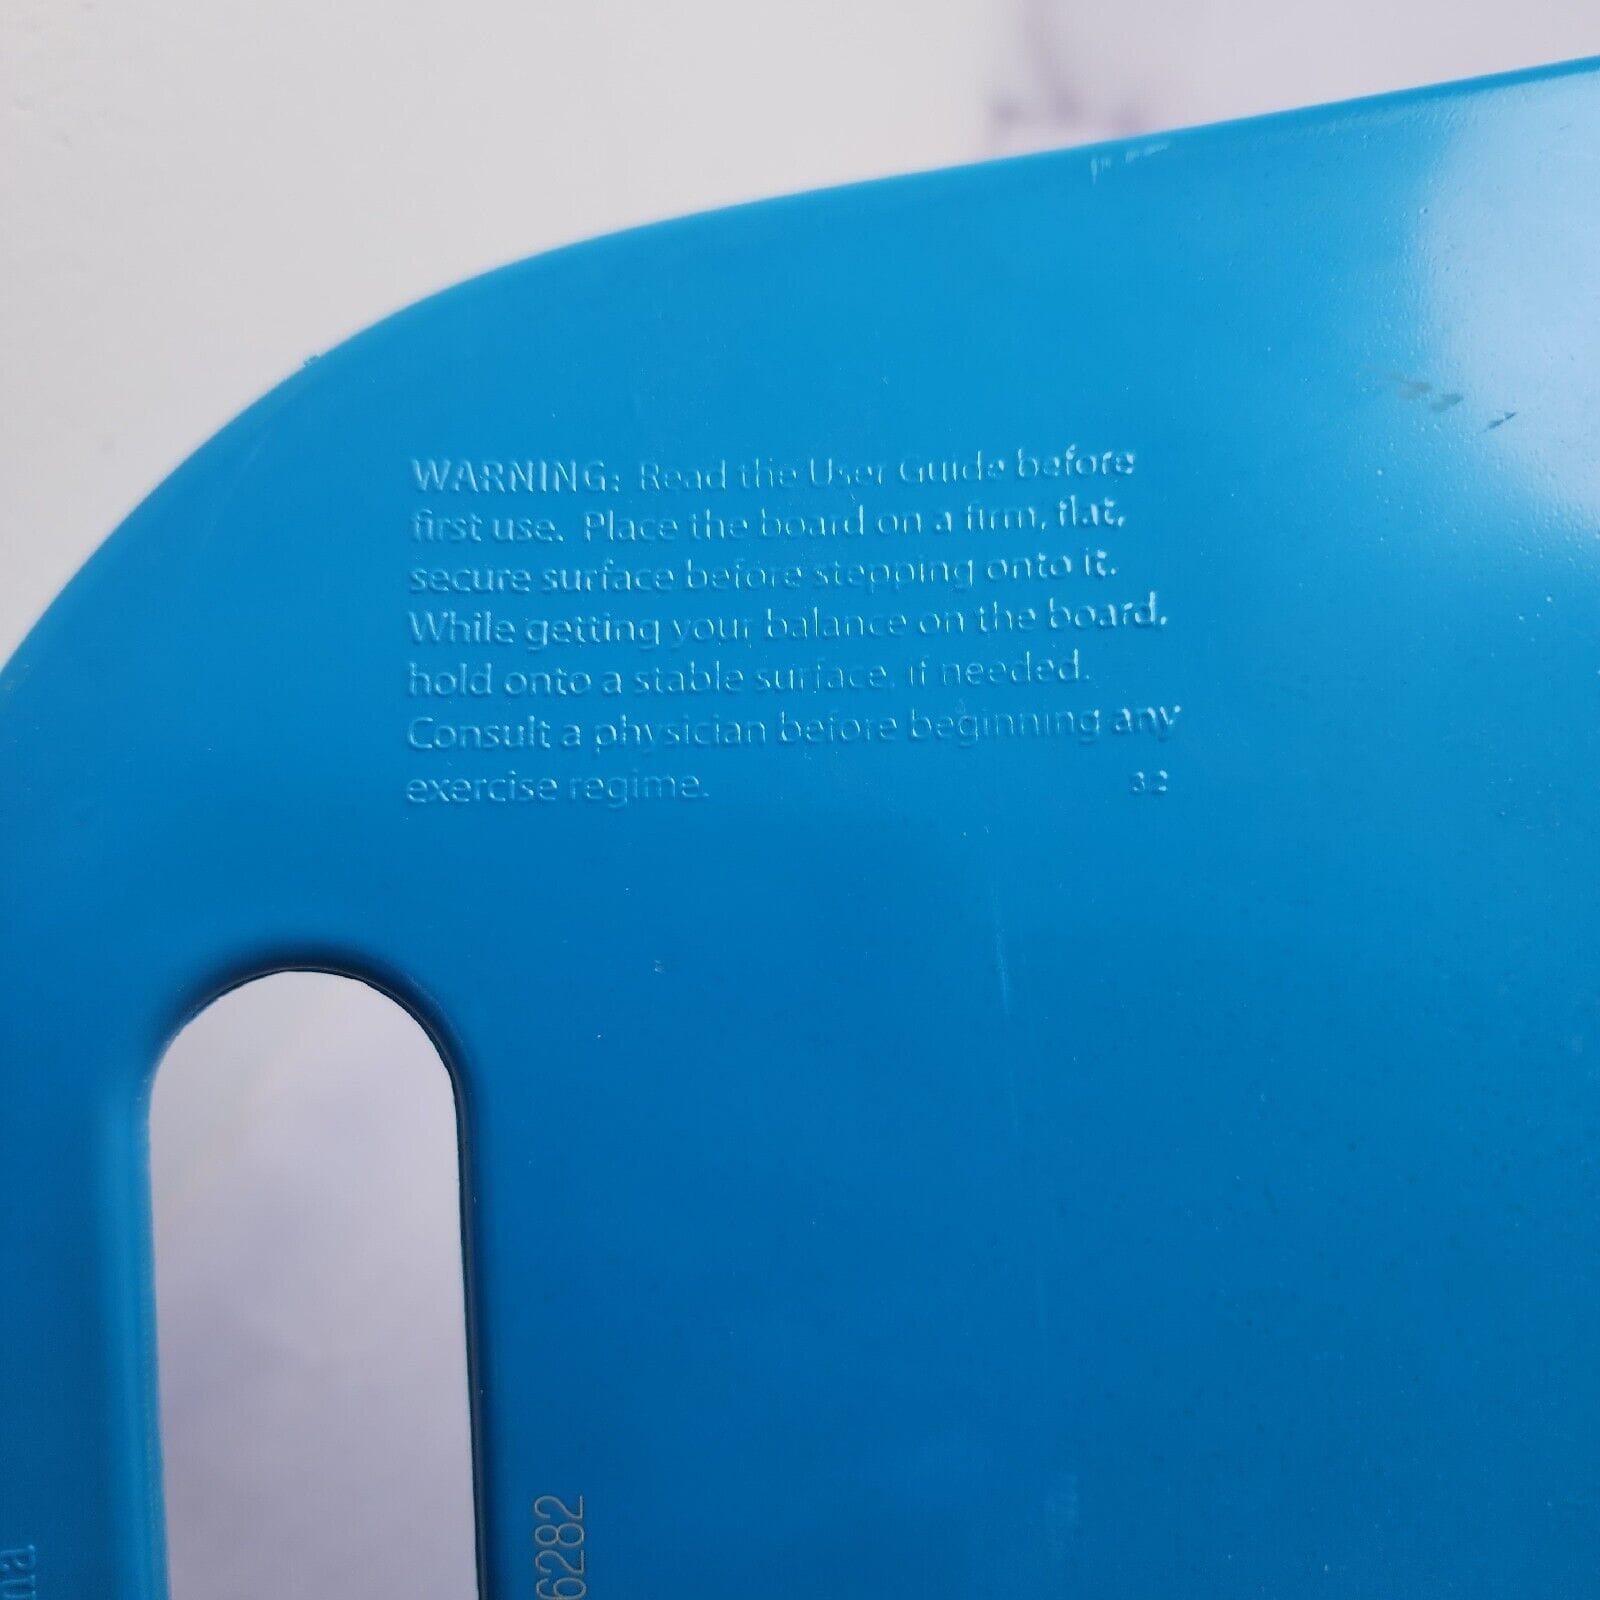 WARNING: Read the User Guide before
first use. Place the board on a firm, flat,
secure surface before stepping onto it.
While getting your balance on the board,
hold onto a stable surface, if needed.
Consult a physician before beginning any
exercise regime. 32
6282
na